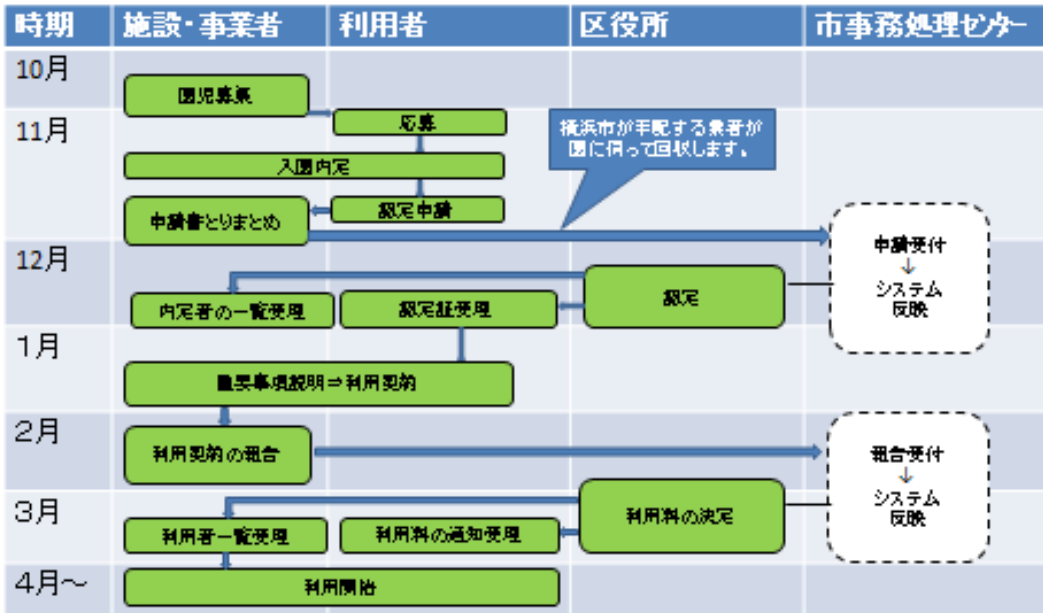 時期 施設・事業者 利用者 区役所 市事務処理センター
10月
園児募集
11月
応募
横浜市が手配する業者が
園に伺って回収します。
入園内定
認定申請
申請書とりまとめ
申請受付
↓
システム
反映
12月
認定
内定者の一覧受理
認定証受理
1月
重要事項説明⇒利用契約
2月
利用契約の報告
報告受付
↓
システム
反映
3月
利用料の決定
利用者一覧受理
利用料の通知受理
4月～
利用開始